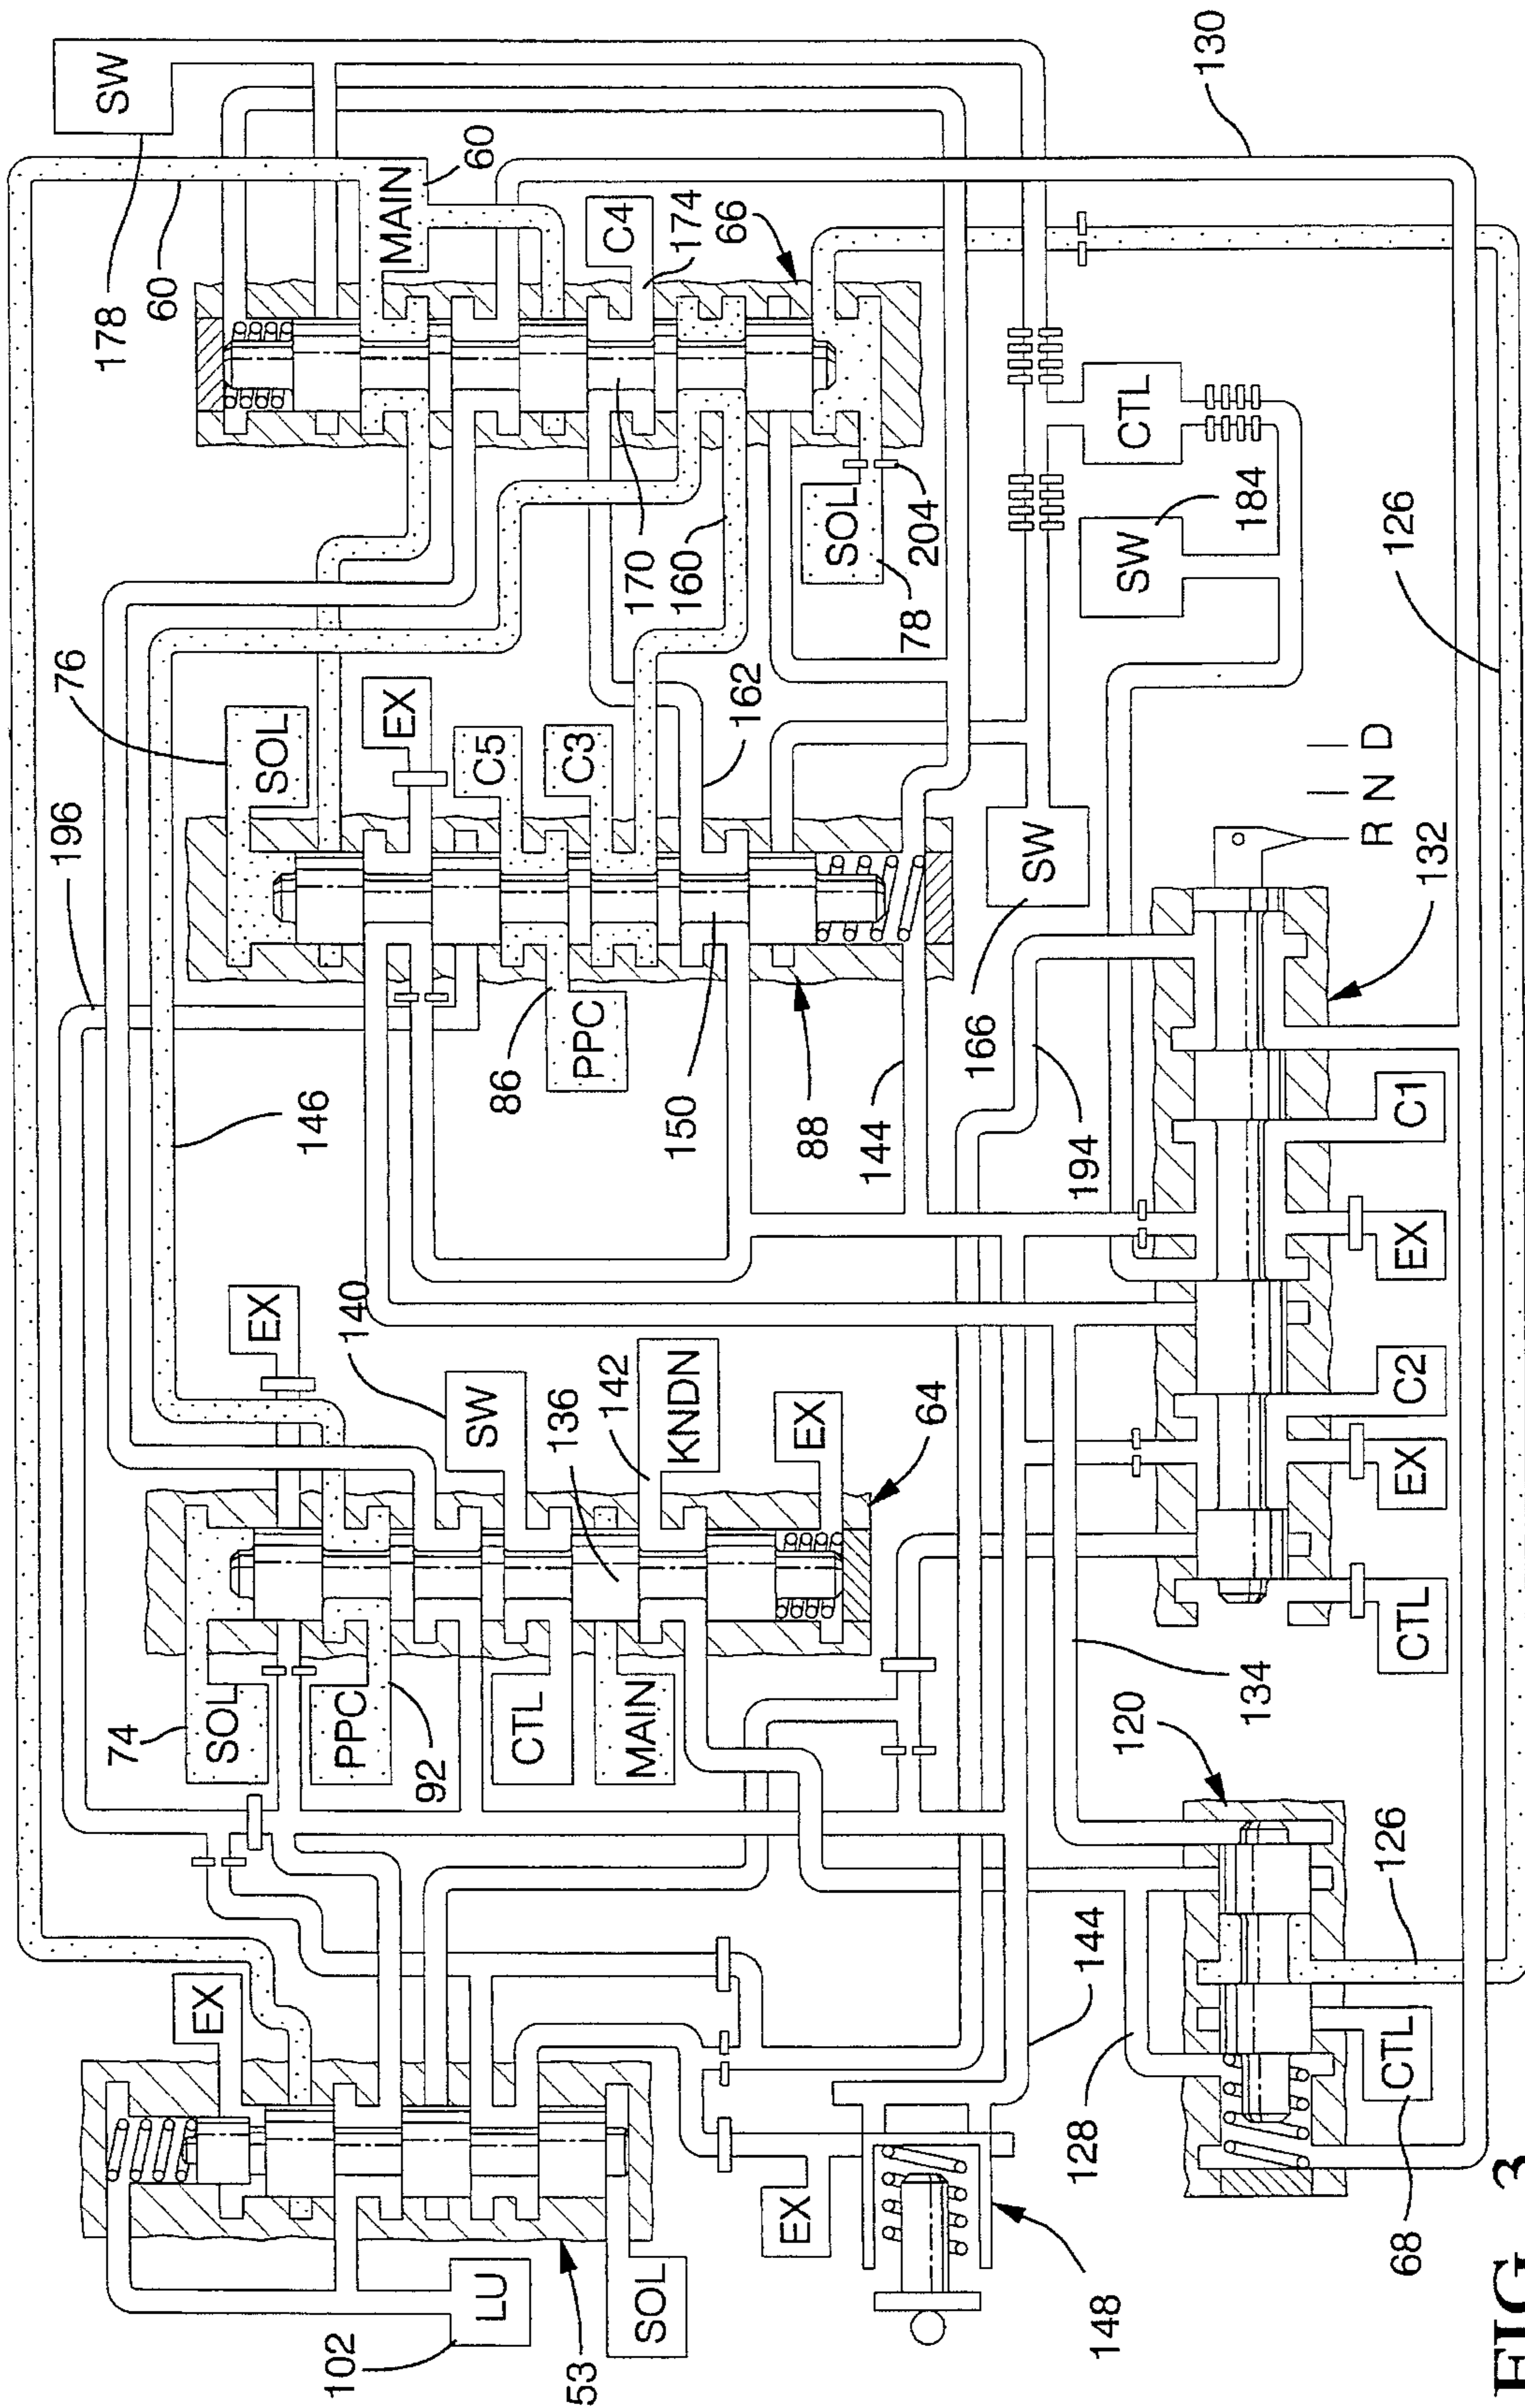 SW
178
60
MAIN
60
130
C4
174
66
76
SOL
EX
C5
C3
162
170
160
SOL
78
204
CTL
SW
184
126
196
146
86
PPC
150
88
144
SW
166
194
R N D
132
C1
EX
C2
EX
CTL
EX
140
SW
136
142
KNDN
EX
64
74
SOL
PPC
92
CTL
MAIN
134
120
126
EX
144
128
CTL
68
102
LU
53
SOL
EX
148
FIG. 3